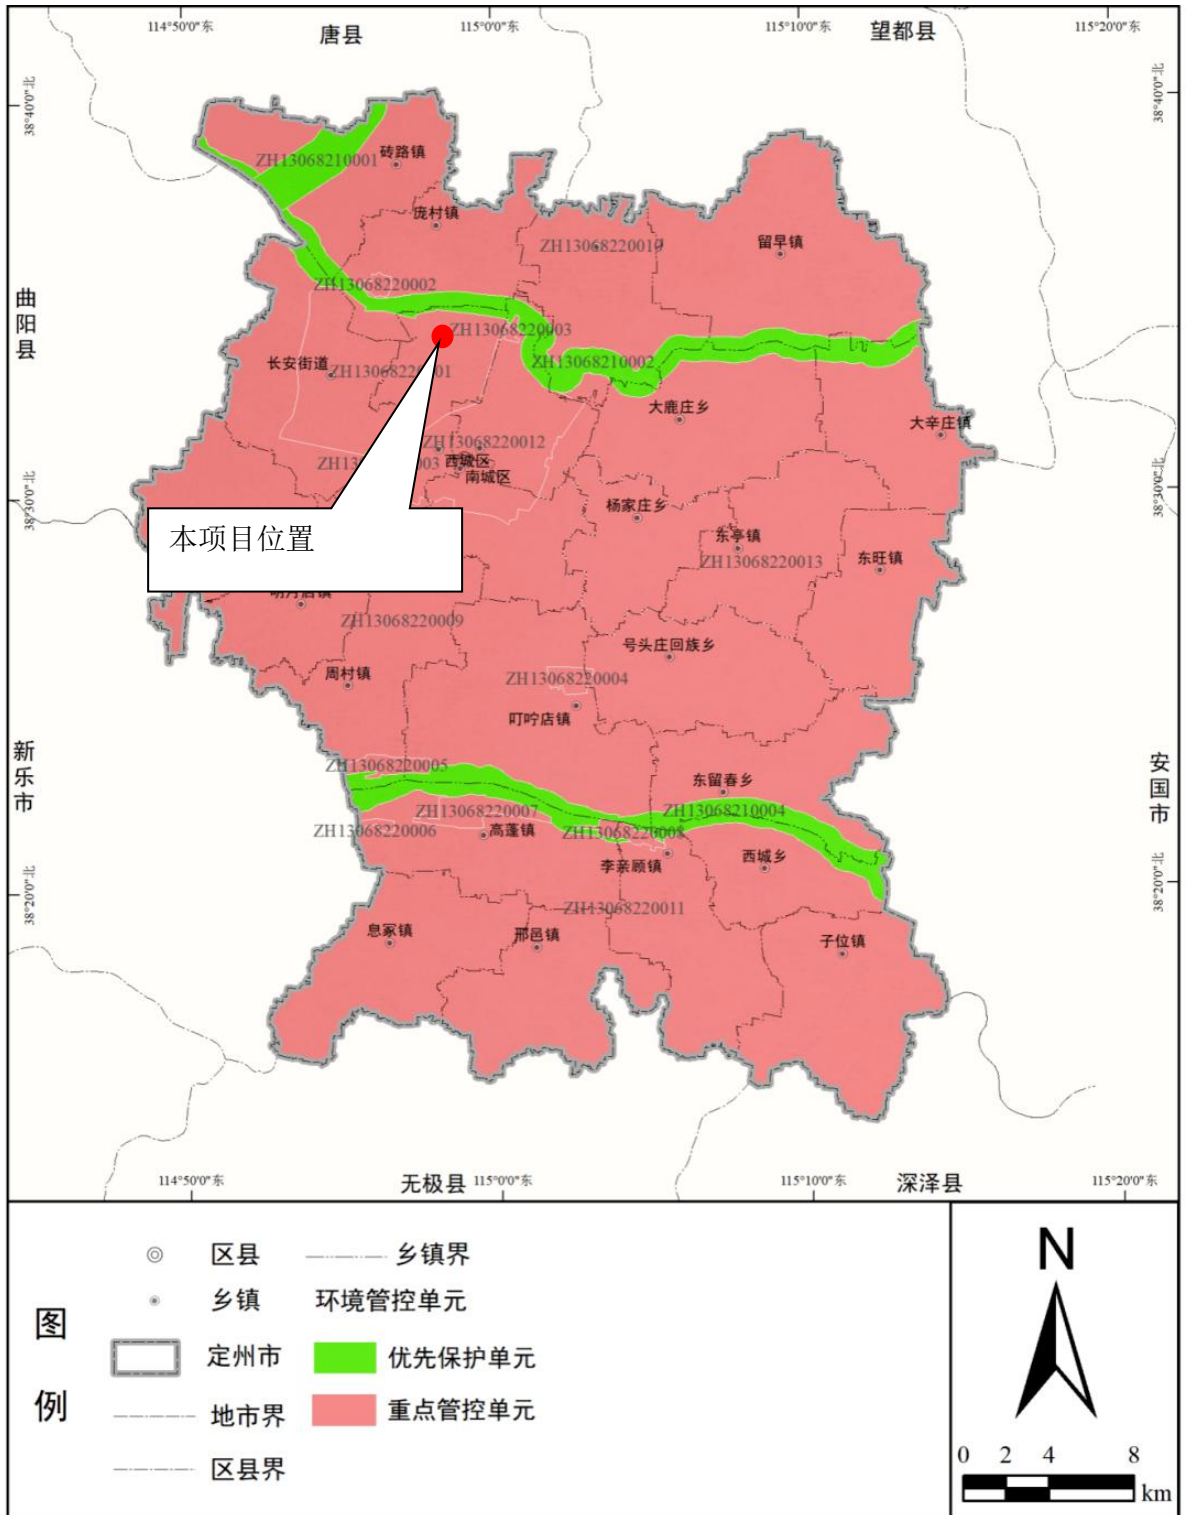 114°50'0"东
115°0'0"东
115°10'0"东
115°20'0"东
唐县
望都县
38°40'0"北
38°40'0"北
ZH13068210001
砖路镇
庞村镇
ZH13068220010
留早镇
ZH13068220002
曲阳县
ZH13068220003
ZH13068210002
长安街道
大鹿庄乡
大辛庄镇
ZH13068220012
西城区
南城区
38°30'0"北
38°30'0"北
杨家庄乡
本项目位置
东亭镇
ZH13068220013
东旺镇
明月店镇
ZH13068220009
号头庄回族乡
周村镇
ZH13068220004
叮咛店镇
新乐市
安国市
ZH13068220005
东留春乡
ZH13068220007
ZH13068210004
ZH13068220006
高蓬镇
ZH13068220008
李亲顾镇
西城乡
38°20'0"北
38°20'0"北
ZH13068220011
息冢镇
邢邑镇
子位镇
114°50'0"东
无极县
115°0'0"东
115°10'0"东
深泽县
115°20'0"东
图例
区县
乡镇界
乡镇
环境管控单元
定州市
优先保护单元
地市界
重点管控单元
区县界
N
0 2 4 8
km